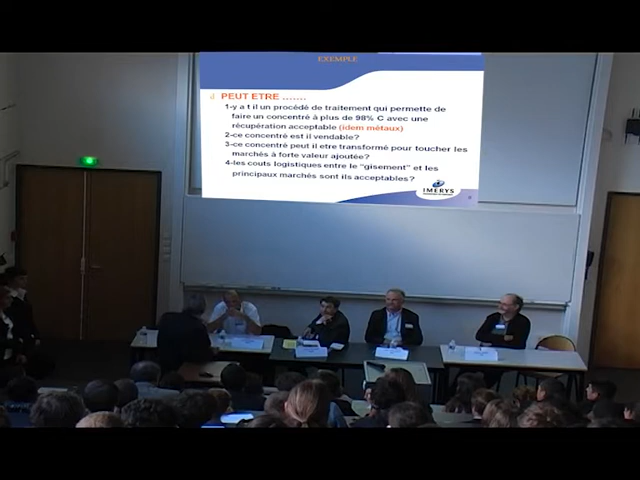 EXEMPLE
PEUT ETRE .......
1-y a t il un procédé de traitement qui permette de
faire un concentré à plus de 98% C avec une
récupération acceptable (idem métaux)
2-ce concentré est il vendable?
3-ce concentré peut il etre transformé pour toucher les
marchés à forte valeur ajoutée?
4-les couts logistiques entre le "gisement" et les
principaux marchés sont ils acceptables?
IMERYS